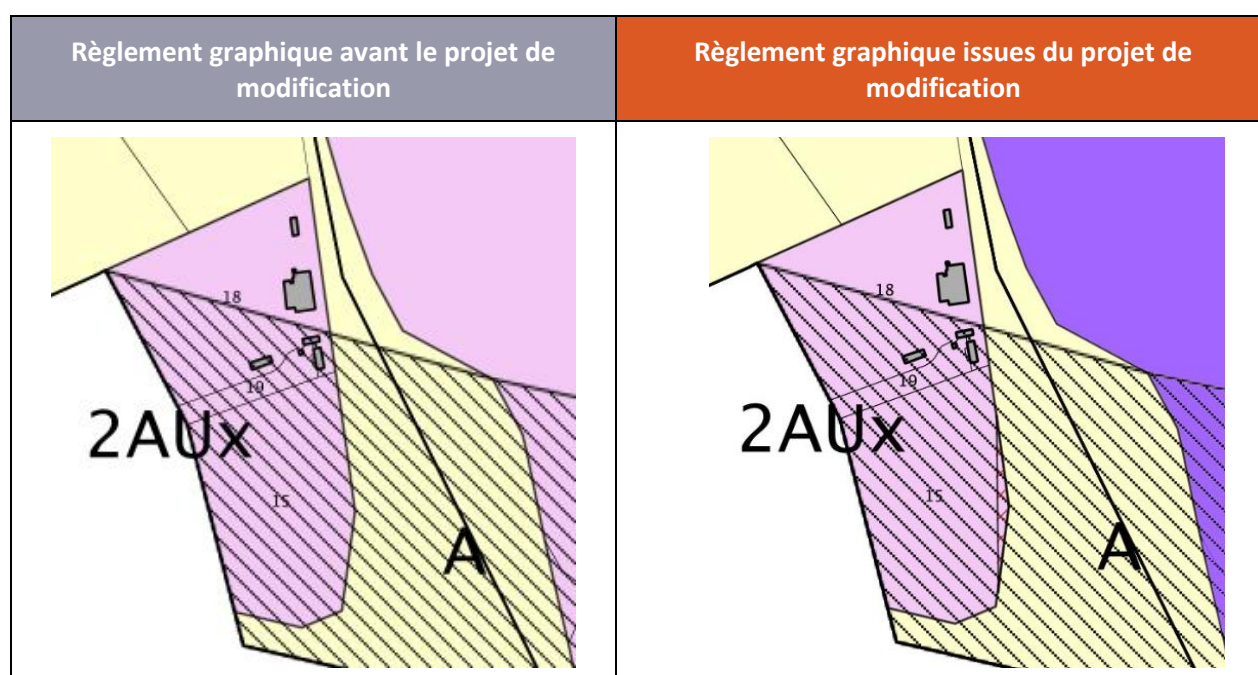 Règlement graphique avant le projet de
modification
Règlement graphique issues du projet de
modification
18
19
2AUx
15
A
18
19
2AUx
15
A